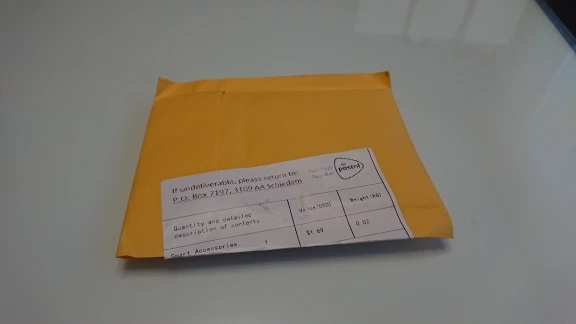 If undeliverable, please return to:
P.O. Box 7197, 3109 AA Schiedam
postnl
Quantity and detailed
description of contents
Value (USD)
Weight (KG)
Smart Accessories 1
$1.69
0.02